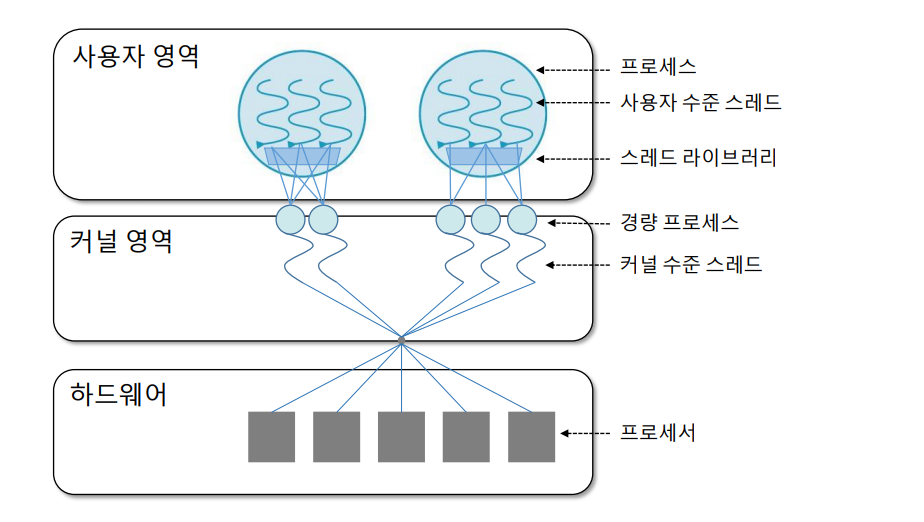 사용자 영역
프로세스
사용자 수준 스레드
스레드 라이브러리
커널 영역
경량 프로세스
커널 수준 스레드
하드웨어
프로세서